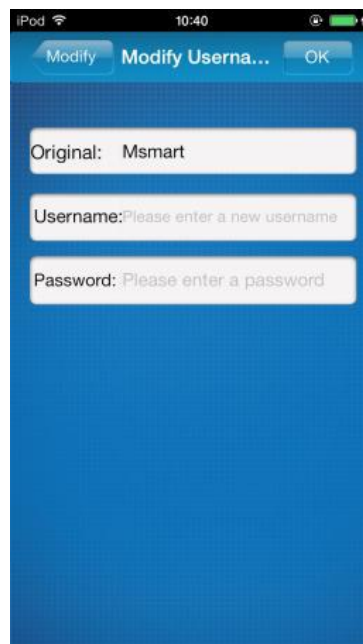 iPod 10:40
Modify Modify Userna... OK
Original: Msmart
Username: Please enter a new username
Password: Please enter a password